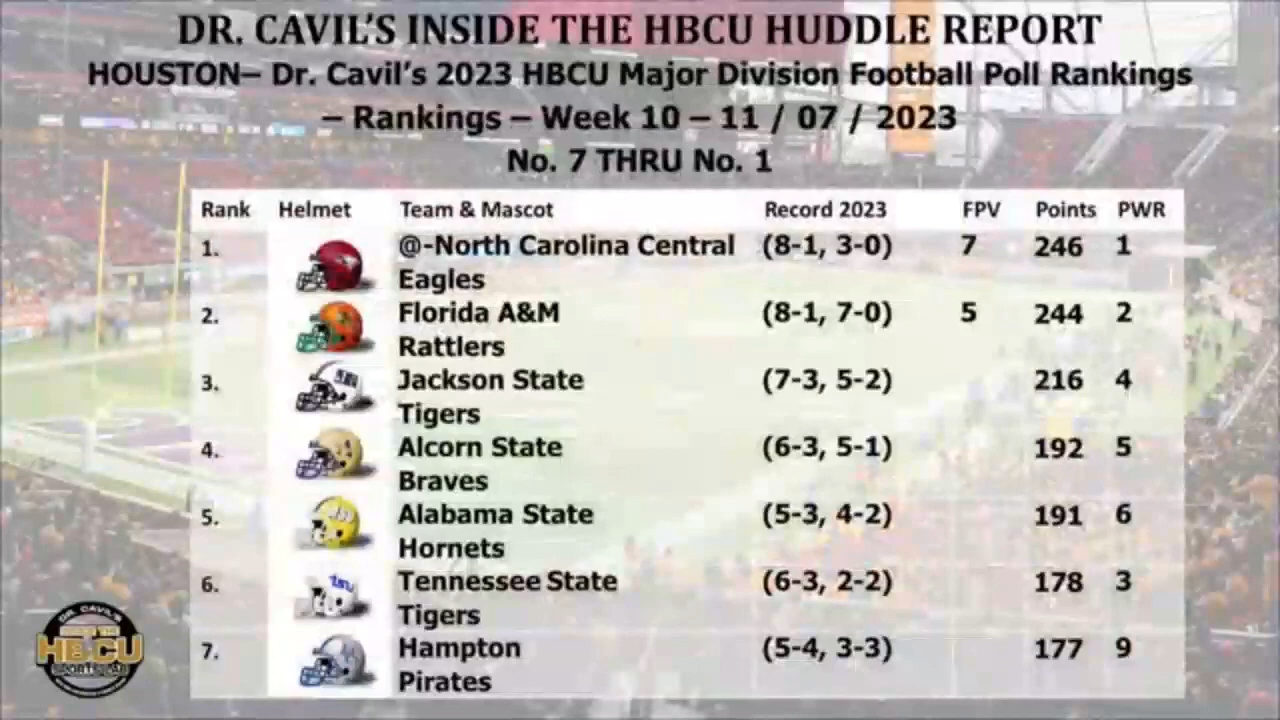 DR. CAVIL'S INSIDE THE HBCU HUDDLE REPORT
HOUSTON– Dr. Cavil's 2023 HBCU Major Division Football Poll Rankings
– Rankings – Week 10 – 11 / 07 / 2023
No. 7 THRU No. 1
Rank Helmet Team & Mascot Record 2023 FPV Points PWR
1. @-North Carolina Central (8-1, 3-0) 7 246 1
Eagles
2. Florida A&M (8-1, 7-0) 5 244 2
Rattlers
3. Jackson State (7-3, 5-2) 216 4
Tigers
4. Alcorn State (6-3, 5-1) 192 5
Braves
5. Alabama State (5-3, 4-2) 191 6
Hornets
6. Tennessee State (6-3, 2-2) 178 3
Tigers
7. Hampton (5-4, 3-3) 177 9
Pirates
DR. CAVIL'S
HBCU